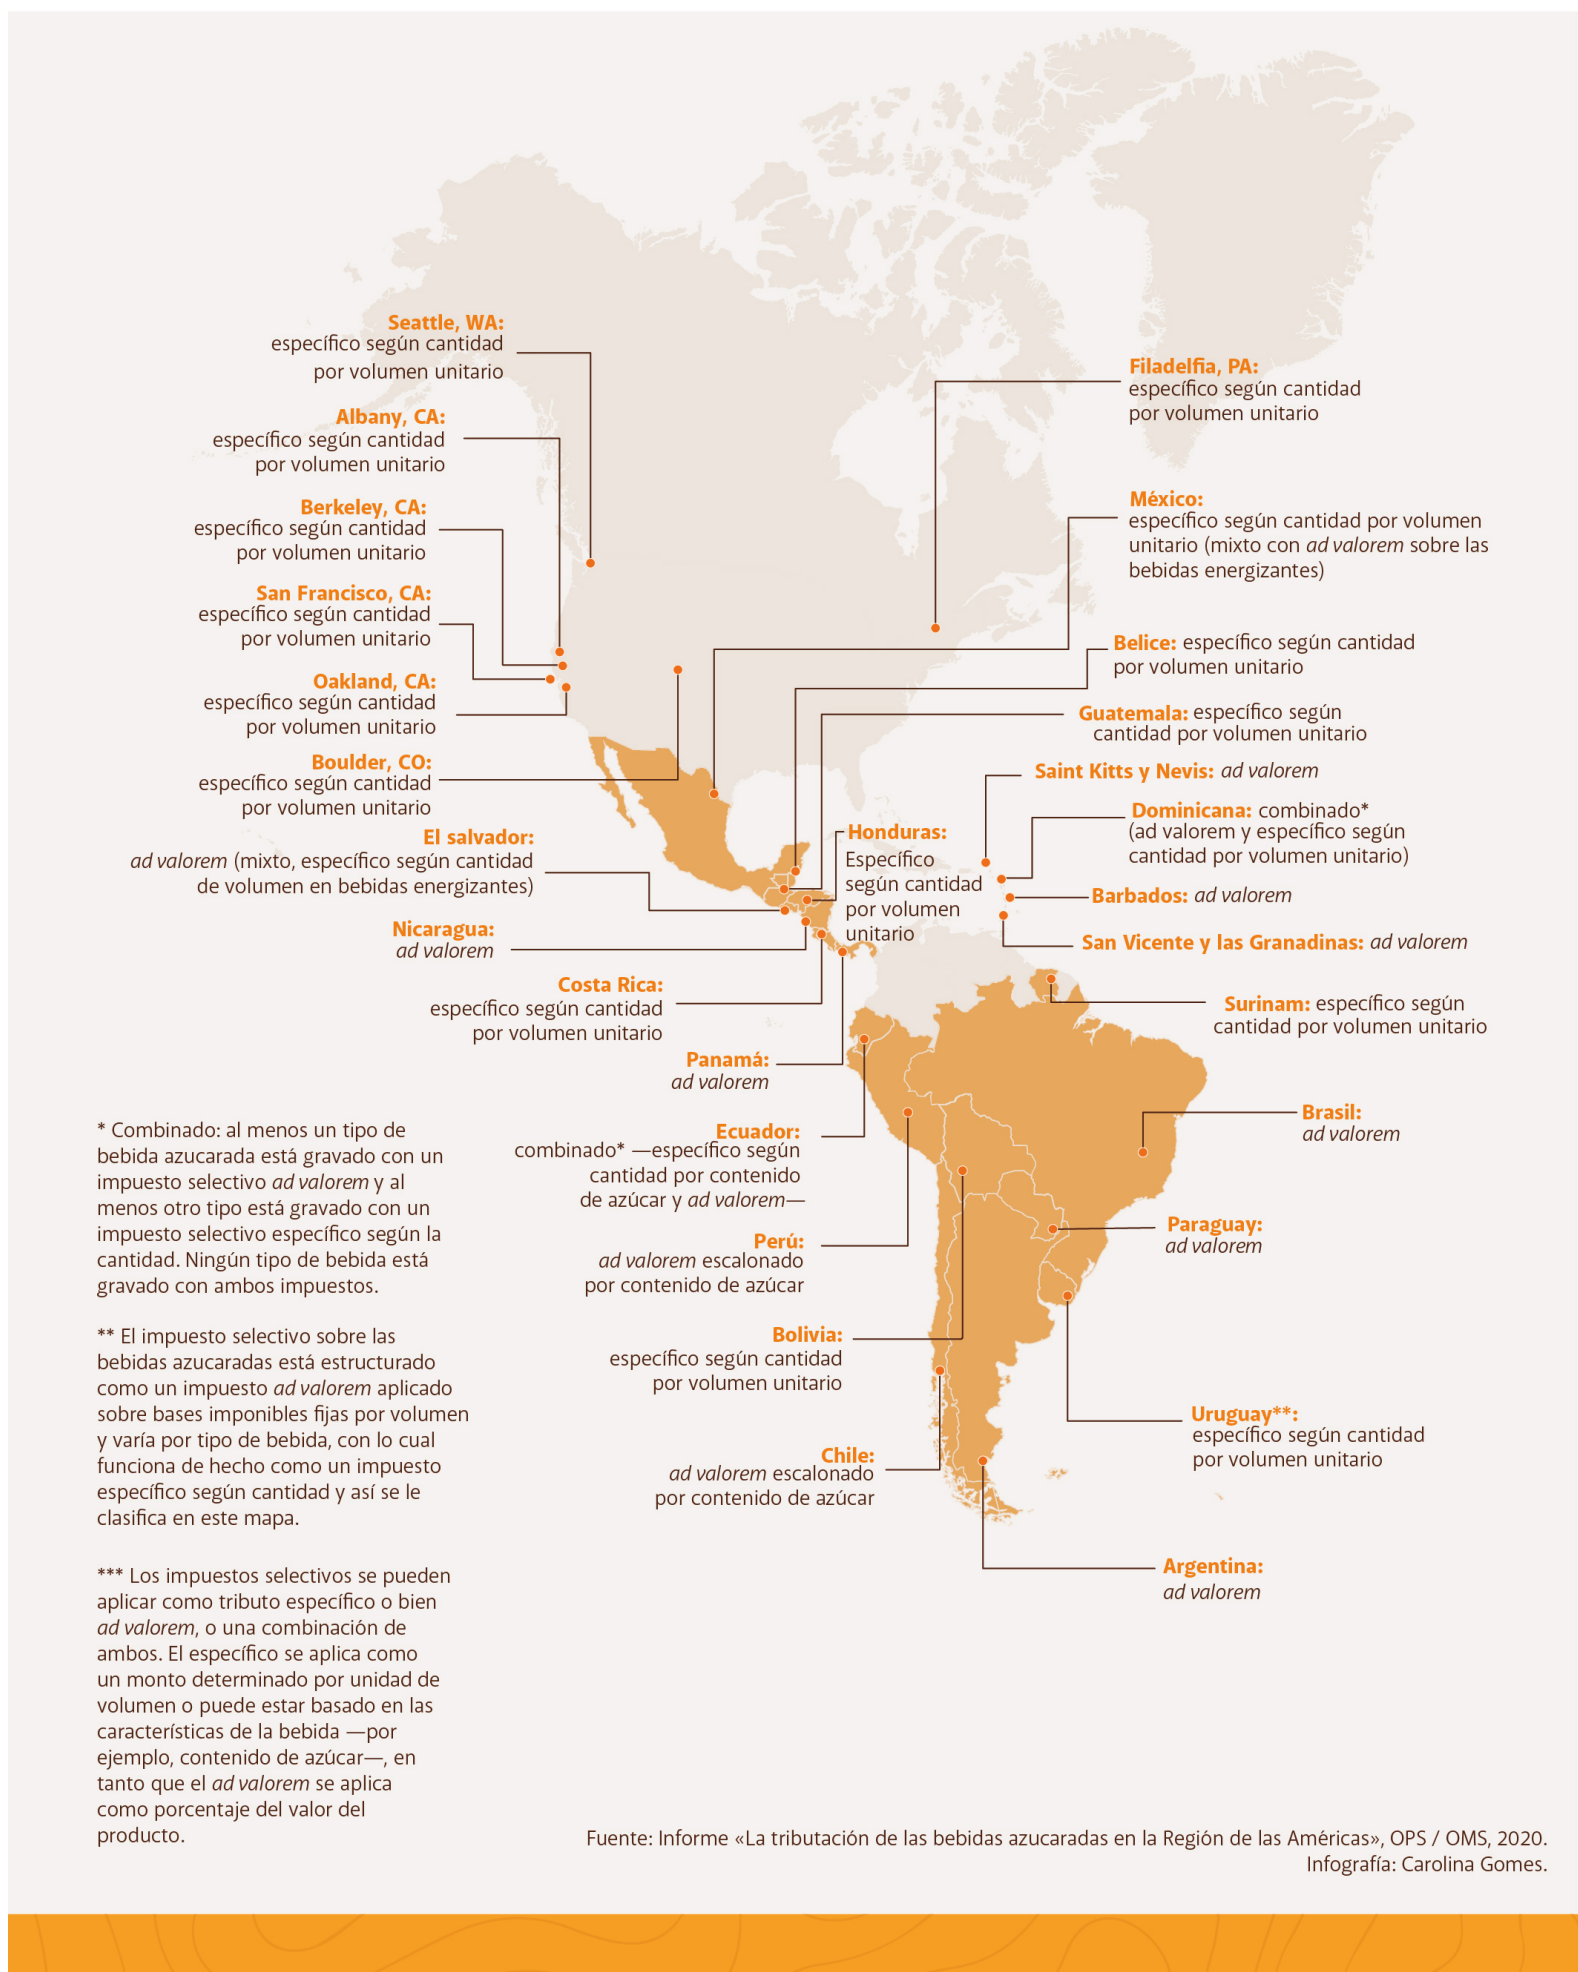 Seattle, WA:
específico según cantidad
por volumen unitario
Albany, CA:
específico según cantidad
por volumen unitario
Berkeley, CA:
específico según cantidad
por volumen unitario
San Francisco, CA:
específico según cantidad
por volumen unitario
Oakland, CA:
específico según cantidad
por volumen unitario
Boulder, CO:
específico según cantidad
por volumen unitario
El salvador:
ad valorem (mixto, específico según cantidad
de volumen en bebidas energizantes)
Nicaragua:
ad valorem
Costa Rica:
específico según cantidad
por volumen unitario
Panamá:
ad valorem
Ecuador:
combinado* —específico según
cantidad por contenido
de azúcar y ad valorem—
Perú:
ad valorem escalonado
por contenido de azúcar
Bolivia:
específico según cantidad
por volumen unitario
Chile:
ad valorem escalonado
por contenido de azúcar
Filadelfia, PA:
específico según cantidad
por volumen unitario
México:
específico según cantidad por volumen
unitario (mixto con ad valorem sobre las
bebidas energizantes)
Belice: específico según cantidad
por volumen unitario
Guatemala: específico según
cantidad por volumen unitario
Saint Kitts y Nevis: ad valorem
Dominicana: combinado*
(ad valorem y específico según
cantidad por volumen unitario)
Honduras:
Específico
según cantidad
por volumen
unitario
Barbados: ad valorem
San Vicente y las Granadinas: ad valorem
Surinam: específico según
cantidad por volumen unitario
Brasil:
ad valorem
Paraguay:
ad valorem
Uruguay**:
específico según cantidad
por volumen unitario
Argentina:
ad valorem
* Combinado: al menos un tipo de
bebida azucarada está gravado con un
impuesto selectivo ad valorem y al
menos otro tipo está gravado con un
impuesto selectivo específico según la
cantidad. Ningún tipo de bebida está
gravado con ambos impuestos.
** El impuesto selectivo sobre las
bebidas azucaradas está estructurado
como un impuesto ad valorem aplicado
sobre bases imponibles fijas por volumen
y varía por tipo de bebida, con lo cual
funciona de hecho como un impuesto
específico según cantidad y así se le
clasifica en este mapa.
*** Los impuestos selectivos se pueden
aplicar como tributo específico o bien
ad valorem, o una combinación de
ambos. El específico se aplica como
un monto determinado por unidad de
volumen o puede estar basado en las
características de la bebida —por
ejemplo, contenido de azúcar—, en
tanto que el ad valorem se aplica
como porcentaje del valor del
producto.
Fuente: Informe «La tributación de las bebidas azucaradas en la Región de las Américas», OPS / OMS, 2020.
Infografía: Carolina Gomes.